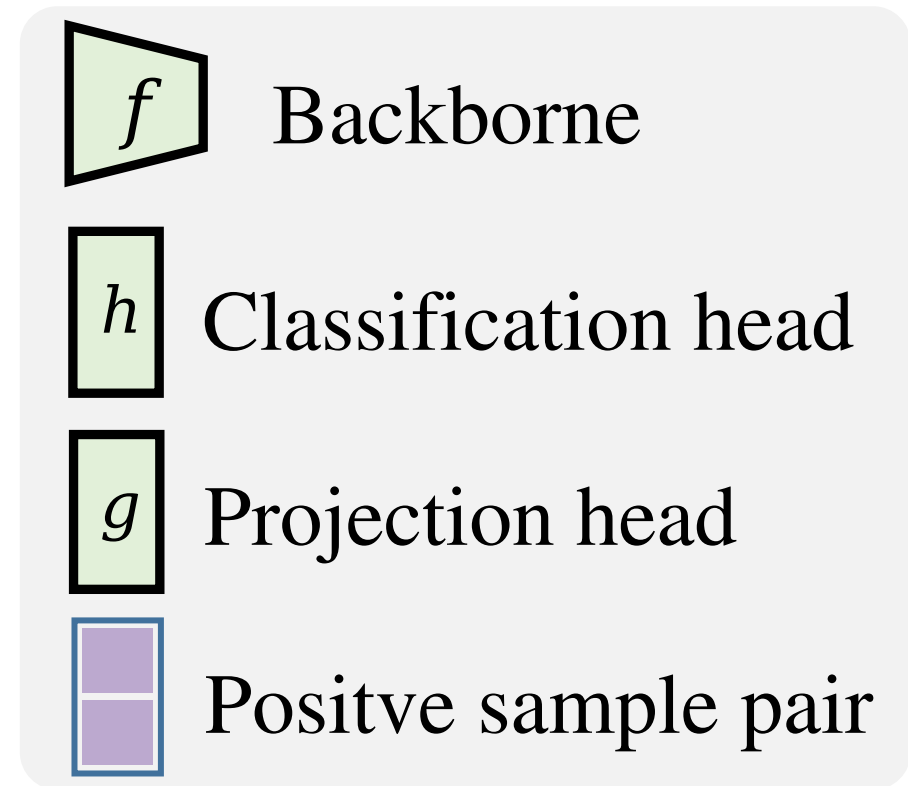 f Backborne
h Classification head
g Projection head
Positve sample pair